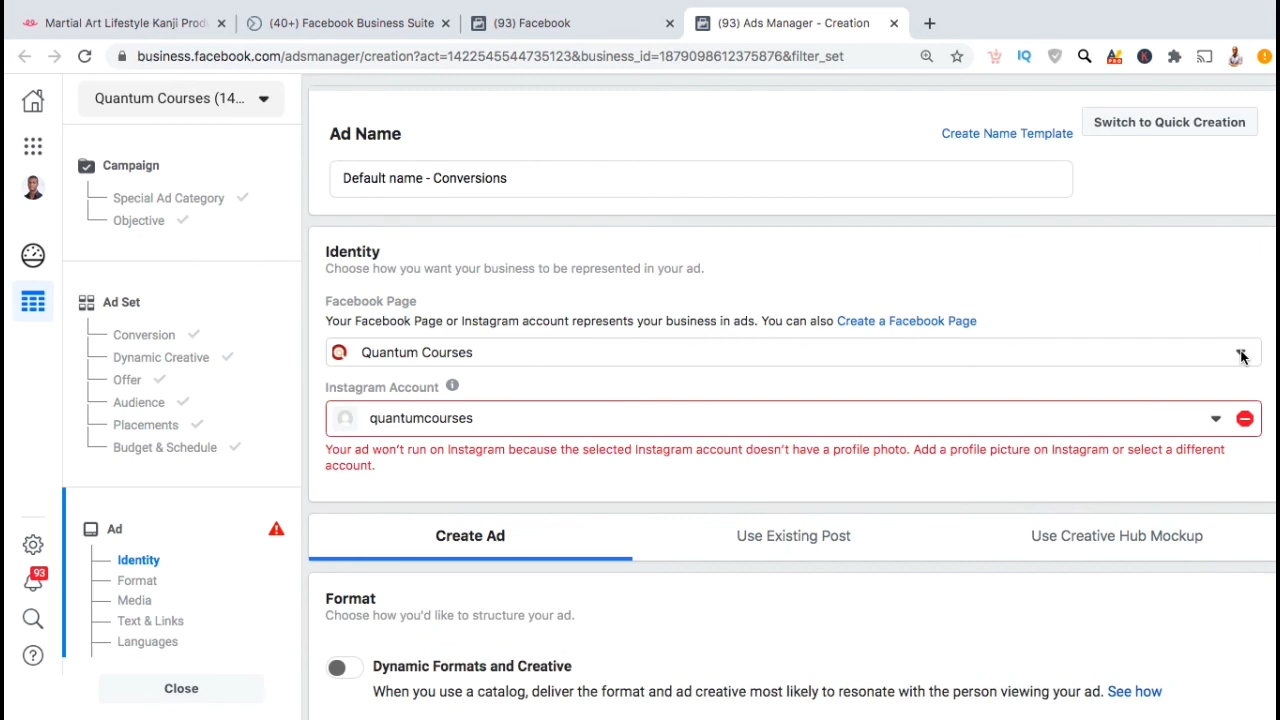 Martial Art Lifestyle Kanji Prod
(40+) Facebook Business Suite
(93) Facebook
(93) Ads Manager - Creation
business.facebook.com/adsmanager/creation?act=1422545544735123&business_id=1879098612375876&filter_set
IQ
PRO
K
Quantum Courses (14...
Campaign
Special Ad Category
Objective
Ad Set
Conversion
Dynamic Creative
Offer
Audience
Placements
Budget & Schedule
Ad
Identity
Format
Media
Text & Links
Languages
Close
93
Ad Name
Create Name Template
Switch to Quick Creation
Default name - Conversions
Identity
Choose how you want your business to be represented in your ad.
Facebook Page
Your Facebook Page or Instagram account represents your business in ads. You can also Create a Facebook Page
Quantum Courses
Instagram Account
quantumcourses
Your ad won't run on Instagram because the selected Instagram account doesn't have a profile photo. Add a profile picture on Instagram or select a different
account.
Create Ad
Use Existing Post
Use Creative Hub Mockup
Format
Choose how you'd like to structure your ad.
Dynamic Formats and Creative
When you use a catalog, deliver the format and ad creative most likely to resonate with the person viewing your ad. See how